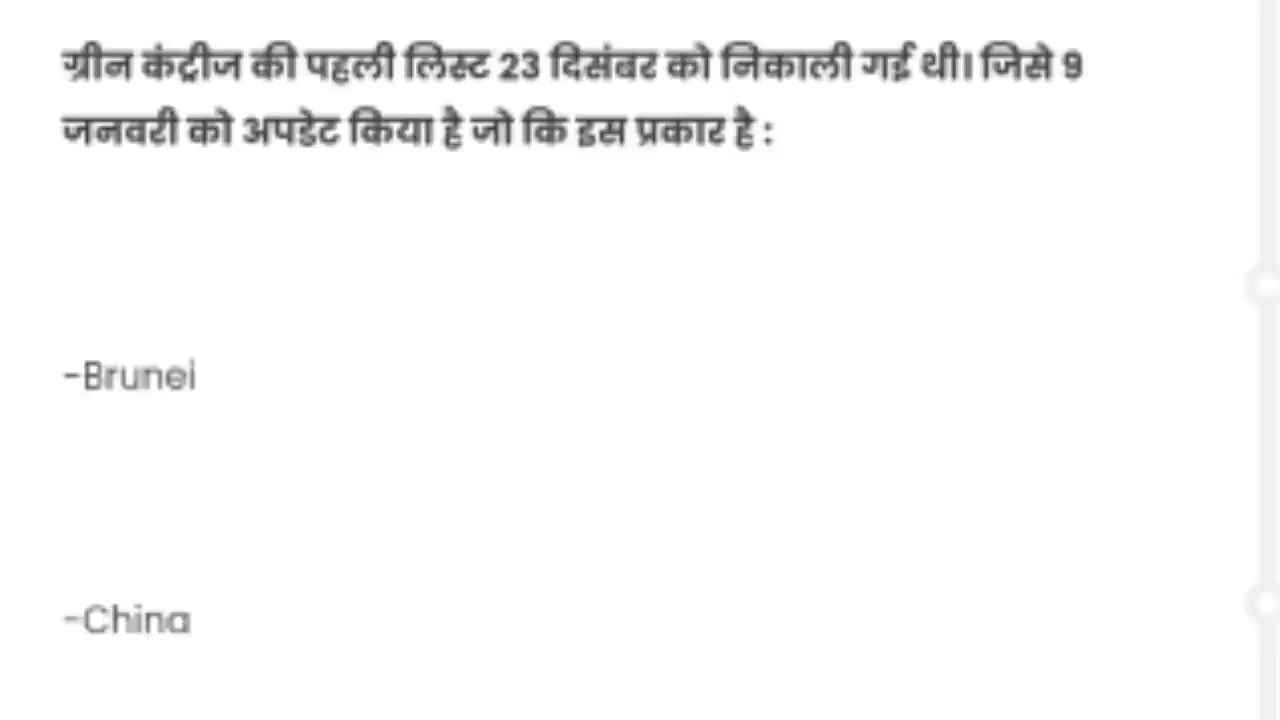 ग्रीन कंट्रीज की पहली लिस्ट 23 दिसंबर को निकाली गई थी। जिसे 9
जनवरी को अपडेट किया है जो कि इस प्रकार है :
-Brunei
-China